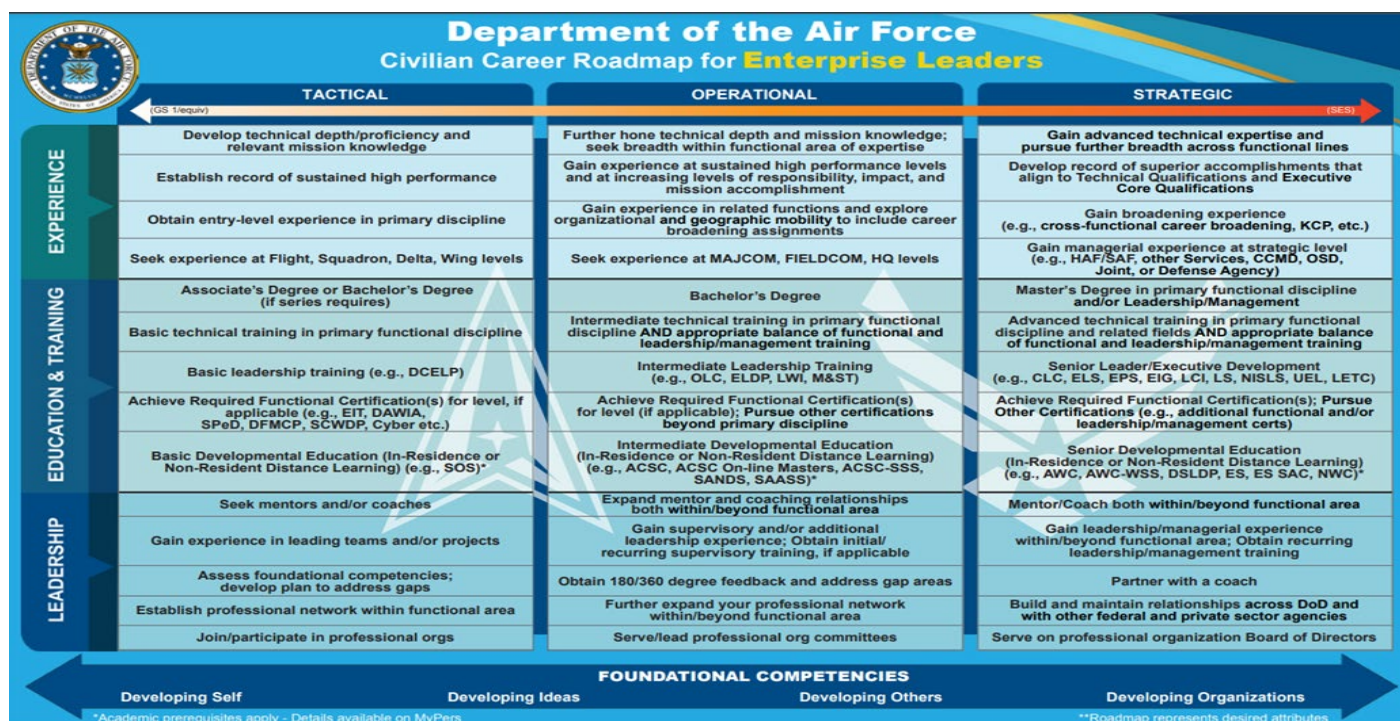 Department of the Air Force
Civilian Career Roadmap for Enterprise Leaders
TACTICAL
OPERATIONAL
STRATEGIC
(GS 1/equiv)
(SES)
EXPERIENCE
Develop technical depth/proficiency and
relevant mission knowledge
Further hone technical depth and mission knowledge;
seek breadth within functional area of expertise
Gain advanced technical expertise and
pursue further breadth across functional lines
Establish record of sustained high performance
Gain experience at sustained high performance levels
and at increasing levels of responsibility, impact, and
mission accomplishment
Develop record of superior accomplishments that
align to Technical Qualifications and Executive
Core Qualifications
Obtain entry-level experience in primary discipline
Gain experience in related functions and explore
organizational and geographic mobility to include career
broadening assignments
Gain broadening experience
(e.g., cross-functional career broadening, KCP, etc.)
Seek experience at Flight, Squadron, Delta, Wing levels
Seek experience at MAJCOM, FIELDCOM, HQ levels
Gain managerial experience at strategic level
(e.g., HAF/SAF, other Services, CCMD, OSD,
Joint, or Defense Agency)
EDUCATION & TRAINING
Associate's Degree or Bachelor's Degree
(if series requires)
Bachelor's Degree
Master's Degree in primary functional discipline
and/or Leadership/Management
Basic technical training in primary functional discipline
Intermediate technical training in primary functional
discipline AND appropriate balance of functional and
leadership/management training
Advanced technical training in primary functional
discipline and related fields AND appropriate balance
of functional and leadership/management training
Basic leadership training (e.g., DCELP)
Intermediate Leadership Training
(e.g., OLC, ELDP, LWI, M&ST)
Senior Leader/Executive Development
(e.g., CLC, ELS, EPS, EIG, LCI, LS, NISLS, UEL, LETC)
Achieve Required Functional Certification(s) for level, if
applicable (e.g., EIT, DAWIA,
SPeD, DFMCP, SCWDP, Cyber etc.)
Achieve Required Functional Certification(s)
for level (if applicable); Pursue other certifications
beyond primary discipline
Achieve Required Functional Certification(s); Pursue
Other Certifications (e.g., additional functional and/or
leadership/management certs)
Basic Developmental Education (In-Residence or
Non-Resident Distance Learning) (e.g., SOS)*
Intermediate Developmental Education
(In-Residence or Non-Resident Distance Learning)
(e.g., ACSC, ACSC On-line Masters, ACSC-SSS,
SANDS, SAASS)*
Senior Developmental Education
(In-Residence or Non-Resident Distance Learning)
(e.g., AWC, AWC-WSS, DSLDP, ES, ES SAC, NWC)*
LEADERSHIP
Seek mentors and/or coaches
Expand mentor and coaching relationships
both within/beyond functional area
Mentor/Coach both within/beyond functional area
Gain experience in leading teams and/or projects
Gain supervisory and/or additional
leadership experience; Obtain initial/
recurring supervisory training, if applicable
Gain leadership/managerial experience
within/beyond functional area; Obtain recurring
leadership/management training
Assess foundational competencies;
develop plan to address gaps
Obtain 180/360 degree feedback and address gap areas
Partner with a coach
Establish professional network within functional area
Further expand your professional network
within/beyond functional area
Build and maintain relationships across DoD and
with other federal and private sector agencies
Join/participate in professional orgs
Serve/lead professional org committees
Serve on professional organization Board of Directors
FOUNDATIONAL COMPETENCIES
Developing Self
Developing Ideas
Developing Others
Developing Organizations
*Academic prerequisites apply - Details available on MyPers
**Roadmap represents desired attributes
DEPARTMENT OF THE AIR FORCE
UNITED STATES OF AMERICA